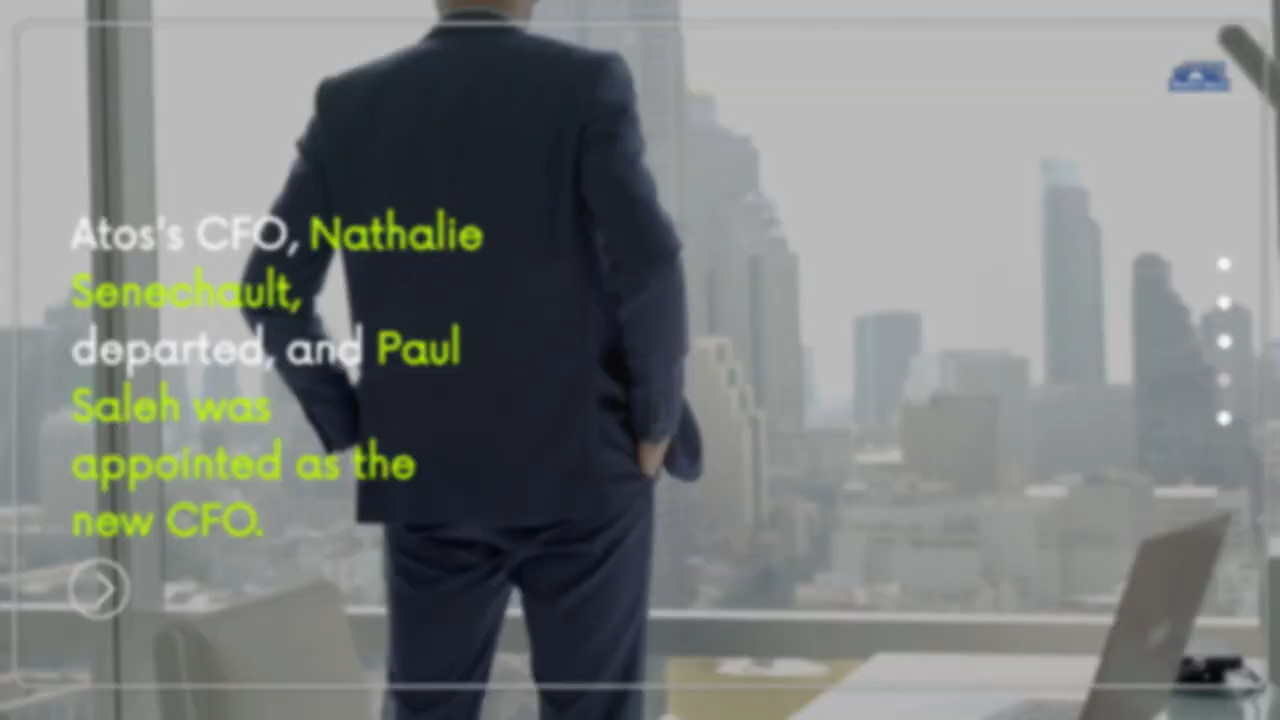 Atos's CFO, Nathalie
Senechault,
departed, and Paul
Saleh was
appointed as the
new CFO.